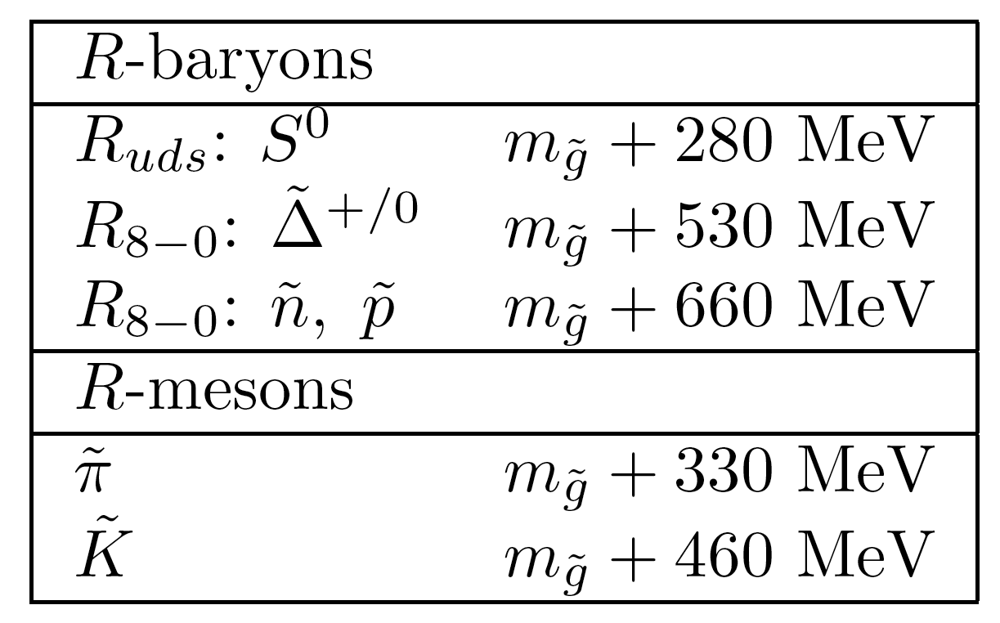 R-baryons
R_{uds}: S^0 m_{\tilde{g}} + 280 MeV
R_{8-0}: \tilde{\Delta}^{+/0} m_{\tilde{g}} + 530 MeV
R_{8-0}: \tilde{n}, \tilde{p} m_{\tilde{g}} + 660 MeV
R-mesons
\tilde{\pi} m_{\tilde{g}} + 330 MeV
\tilde{K} m_{\tilde{g}} + 460 MeV